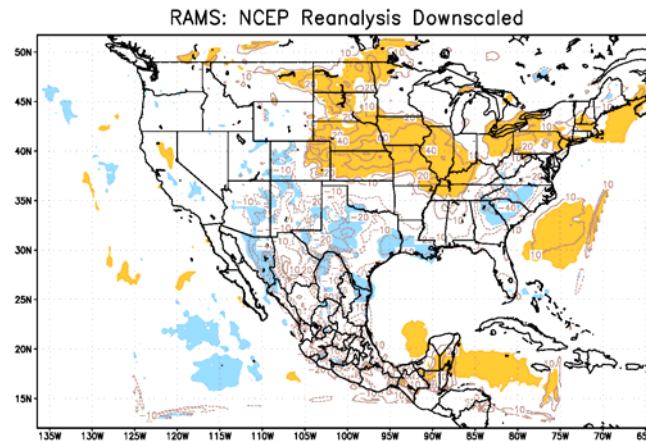 RAMS: NCEP Reanalysis Downscaled
50N
45N
40N
35N
30N
25N
20N
15N
135W 130W 125W 120W 115W 110W 105W 100W 95W 90W 85W 80W 75W 70W